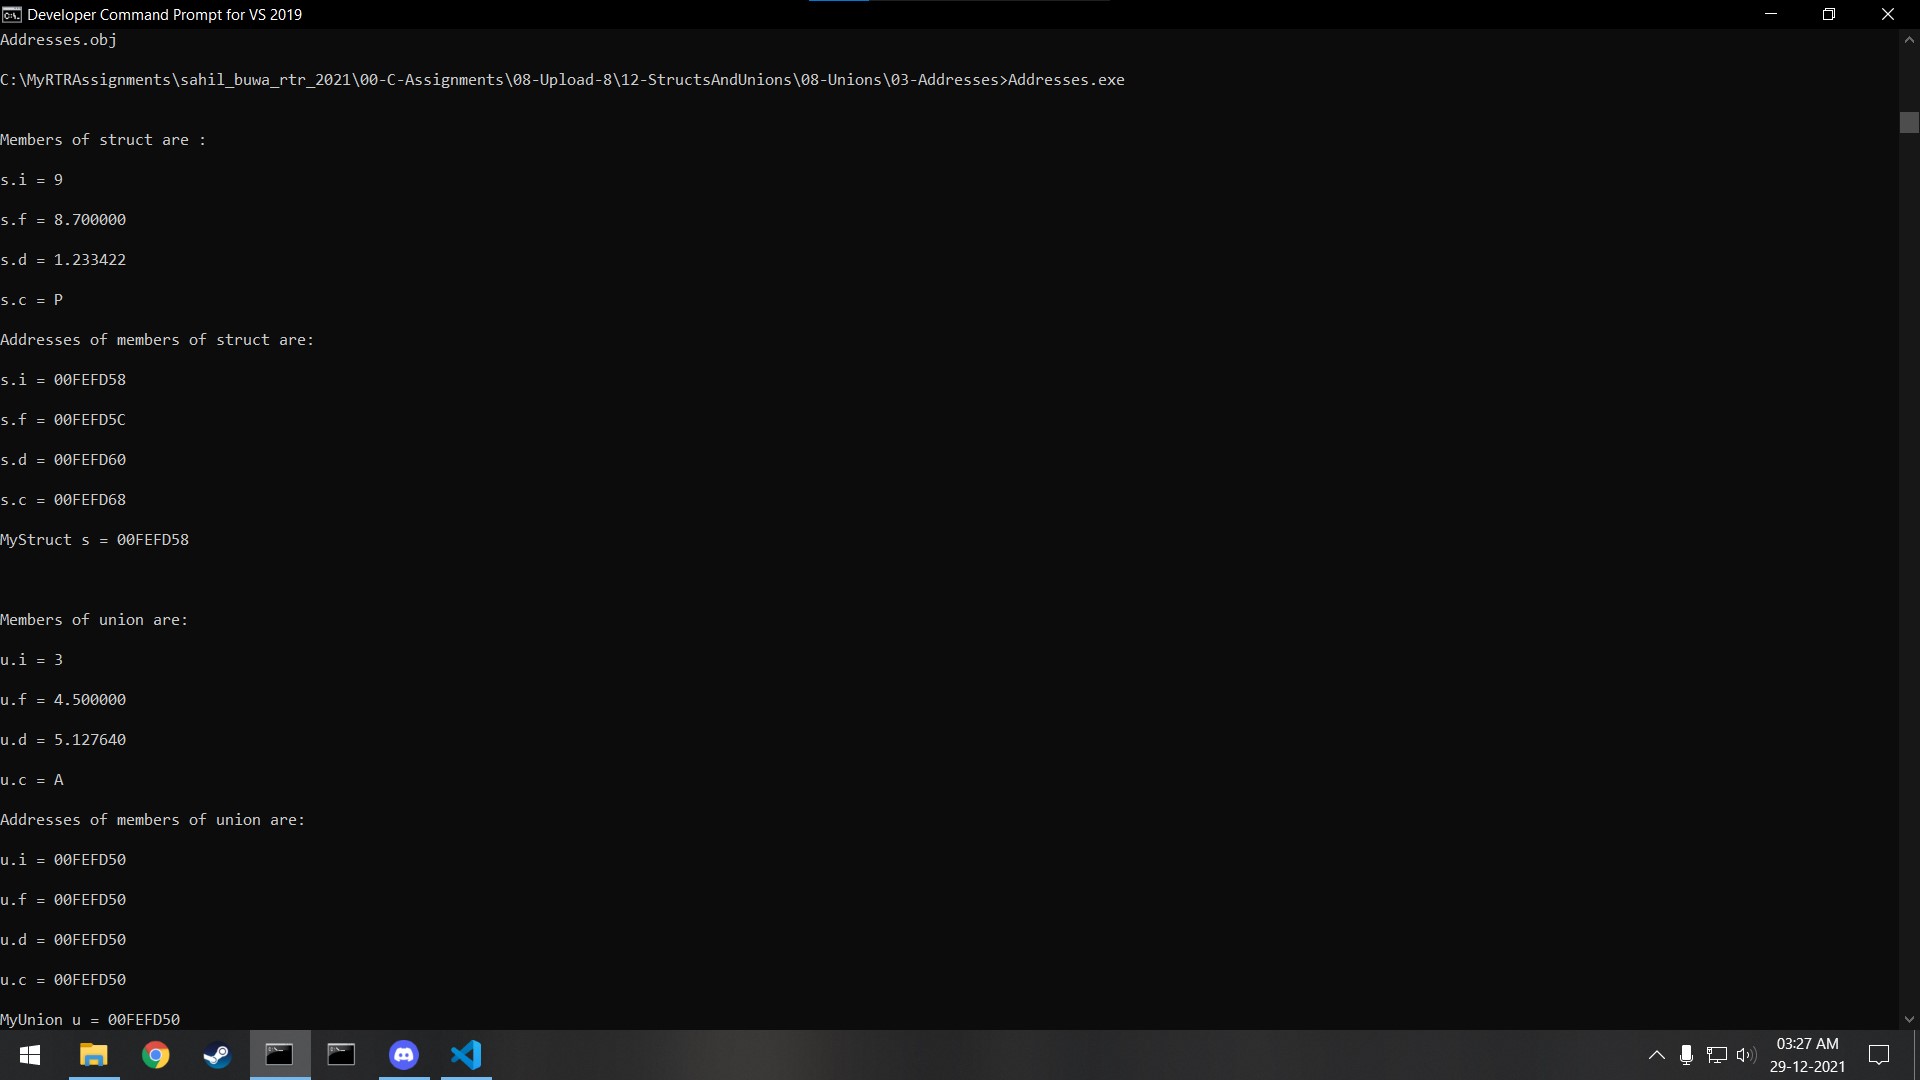 Developer Command Prompt for VS 2019
Addresses.obj
C:\MyRTRAssignments\sahil_buwa_rtr_2021\00-C-Assignments\08-Upload-8\12-StructsAndUnions\08-Unions\03-Addresses>Addresses.exe
Members of struct are :
s.i = 9
s.f = 8.700000
s.d = 1.233422
s.c = P
Addresses of members of struct are:
s.i = 00FEFD58
s.f = 00FEFD5C
s.d = 00FEFD60
s.c = 00FEFD68
MyStruct s = 00FEFD58
Members of union are:
u.i = 3
u.f = 4.500000
u.d = 5.127640
u.c = A
Addresses of members of union are:
u.i = 00FEFD50
u.f = 00FEFD50
u.d = 00FEFD50
u.c = 00FEFD50
MyUnion u = 00FEFD50
03:27 AM
29-12-2021